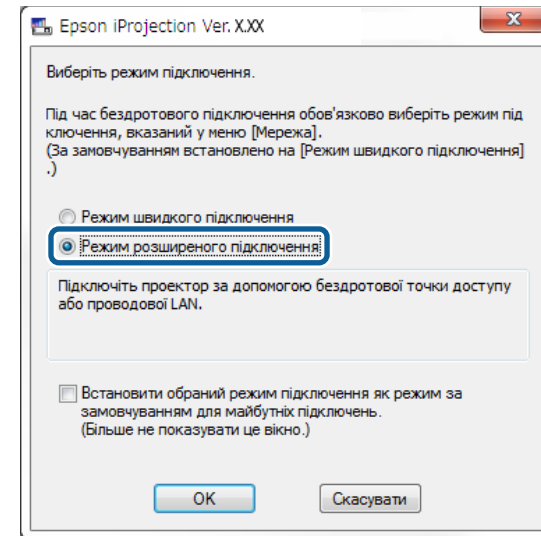 Epson iProjection Ver. X.XX
Виберіть режим підключення.
Під час бездротового підключення обов'язково виберіть режим під
ключення, вказаний у меню [Мережа].
(За замовчуванням встановлено на [Режим швидкого підключення]
.)
Режим швидкого підключення
Режим розширеного підключення
Підключіть проектор за допомогою бездротової точки доступу
або проводової LAN.
Встановити обраний режим підключення як режим за
замовчуванням для майбутніх підключень.
(Більше не показувати це вікно.)
OK
Скасувати